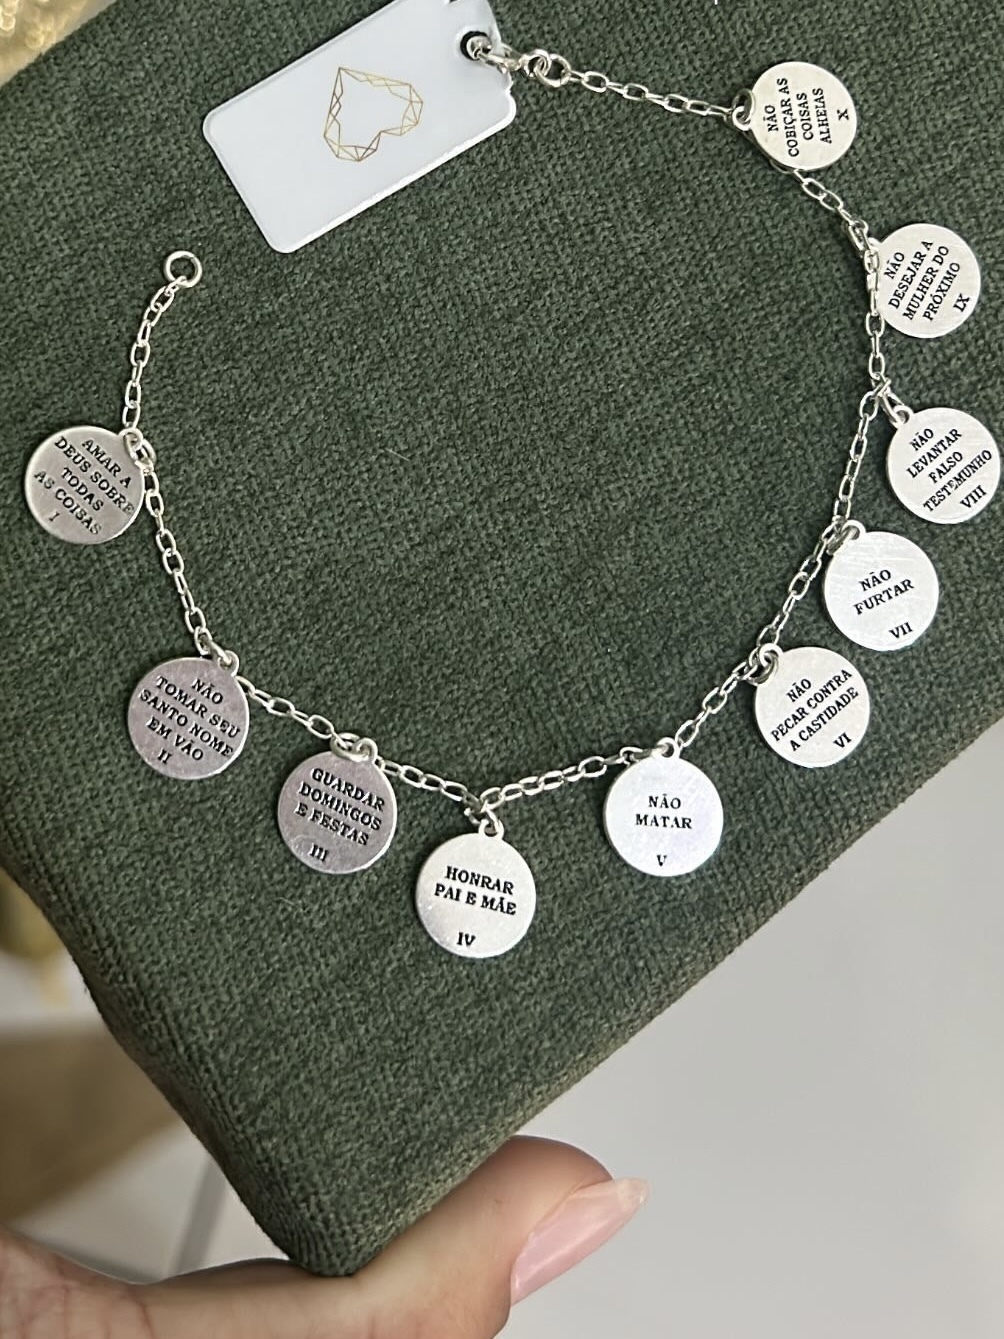 AMAR A
DEUS SOBRE
TODAS
AS COISAS
I
NÃO
TOMAR SEU
SANTO NOME
EM VÃO
II
GUARDAR
DOMINGOS
E FESTAS
III
HONRAR
PAI E MÃE
IV
NÃO
MATAR
V
NÃO
PECAR CONTRA
A CASTIDADE
VI
NÃO
FURTAR
VII
NÃO
LEVANTAR
FALSO
TESTEMUNHO
VIII
NÃO
DESEJAR A
MULHER DO
PRÓXIMO
IX
NÃO
COBIÇAR AS
COISAS
ALHEIAS
X